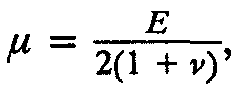 μ = E / 2(1 + ν),